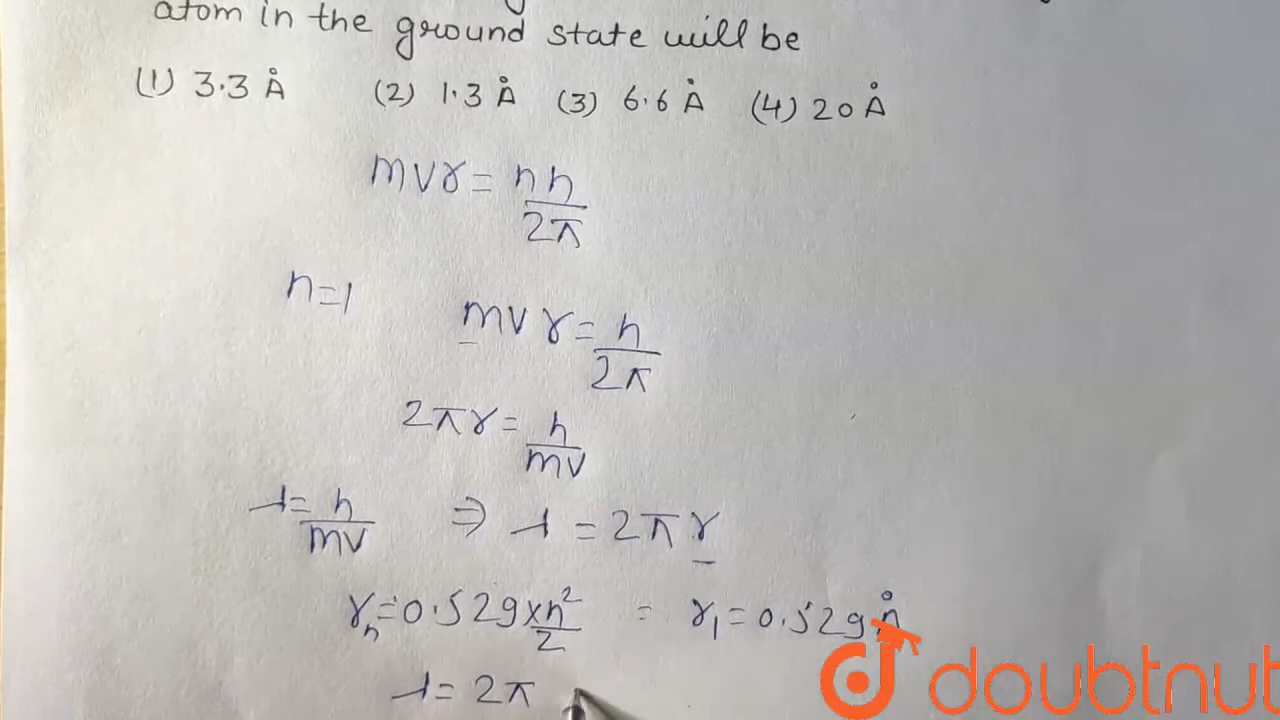 atom in the ground state will be
(1) 3.3 Å (2) 1.3 Å (3) 6.6 Å (4) 20 Å
mvr = nh/2π
n=1 mvr = h/2π
2πr = h/mv
λ = h/mv ⇒ λ = 2πr
rₙ = 0.529 × n²/2 = r₁ = 0.529 Å
λ = 2π
doubtnut